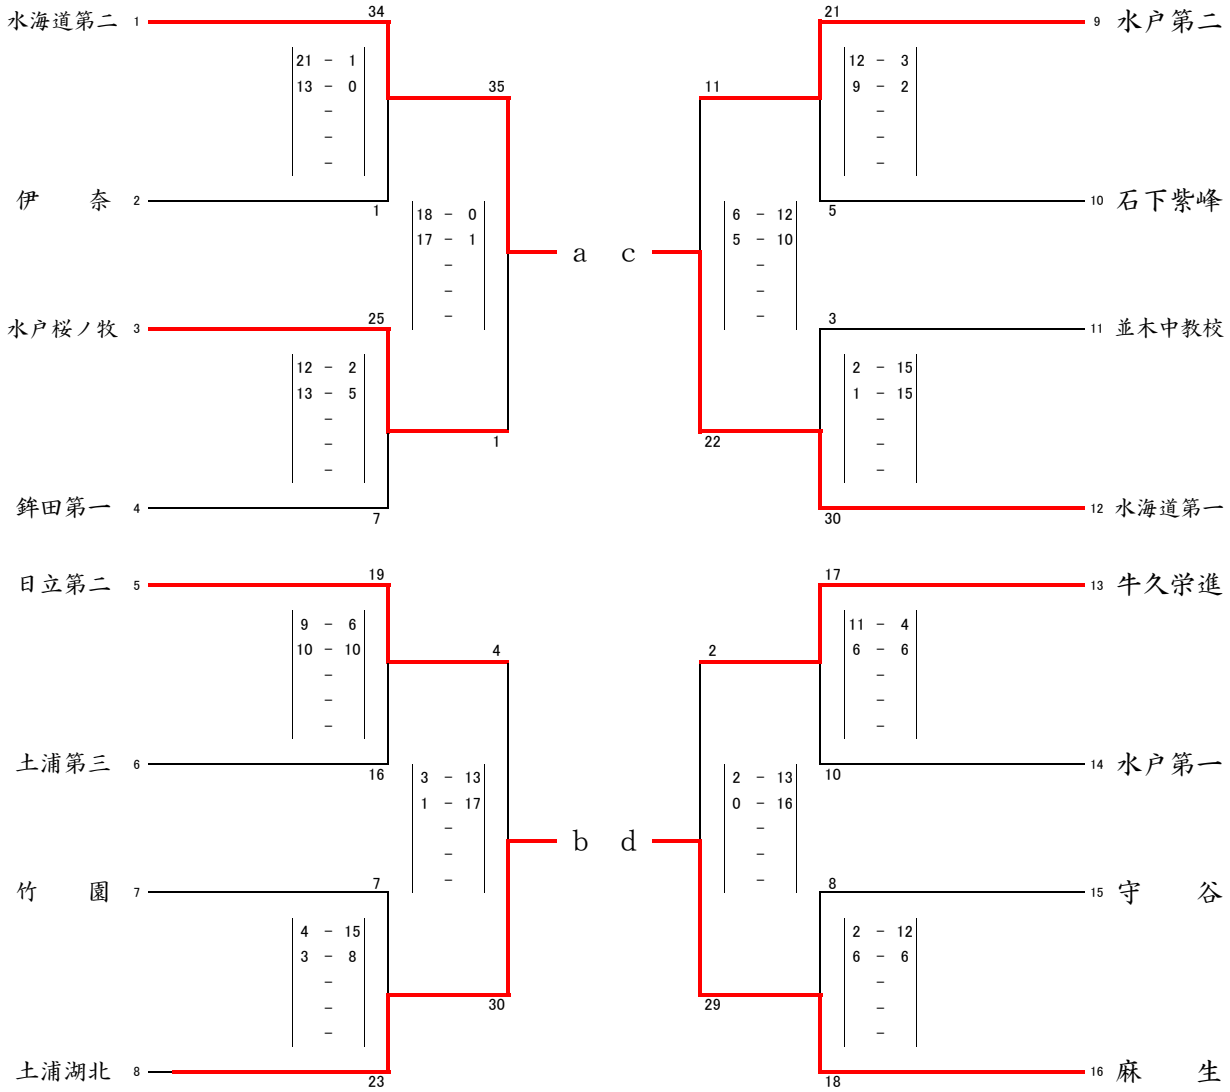 34 21
水海道第二 1 9 水戸第二
21 - 1 12 - 3
13 - 0 35 11 9 - 2
- -
- -
- -
伊 奈 2 10 石下紫峰
1 18 - 0 6 - 12 5
17 - 1 5 - 10
- a c -
- -
- -
25 3
水戸桜ノ牧 3 11 並木中教校
12 - 2 2 - 15
13 - 5 1 - 15
- -
- 1 22 -
- -
鉾田第一 4 12 水海道第一
7 30
19 17
日立第二 5 13 牛久栄進
9 - 6 11 - 4
10 - 10 4 2 6 - 6
- -
- -
- -
土浦第三 6 14 水戸第一
16 3 - 13 2 - 13 10
1 - 17 0 - 16
- -
- b d -
- -
7 8
竹 園 7 15 守 谷
4 - 15 2 - 12
3 - 8 6 - 6
- -
- 30 29 -
- -
土浦湖北 8 16 麻 生
23 18